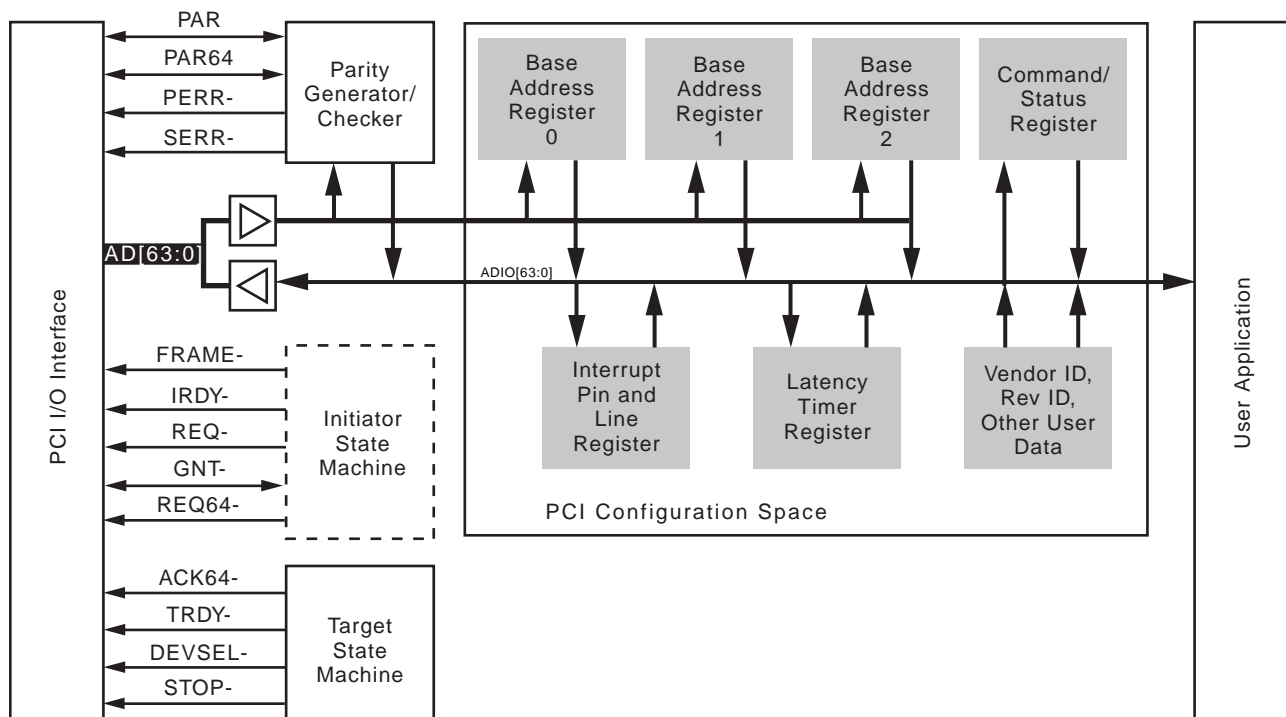 PAR
PAR64
PERR-
SERR-
Parity
Generator/
Checker
Base
Address
Register
0
Base
Address
Register
1
Base
Address
Register
2
Command/
Status
Register
AD[63:0]
ADIO[63:0]
PCI I/O Interface
FRAME-
IRDY-
REQ-
GNT-
REQ64-
Initiator
State
Machine
Interrupt
Pin and
Line
Register
Latency
Timer
Register
Vendor ID,
Rev ID,
Other User
Data
PCI Configuration Space
User Application
ACK64-
TRDY-
DEVSEL-
STOP-
Target
State
Machine